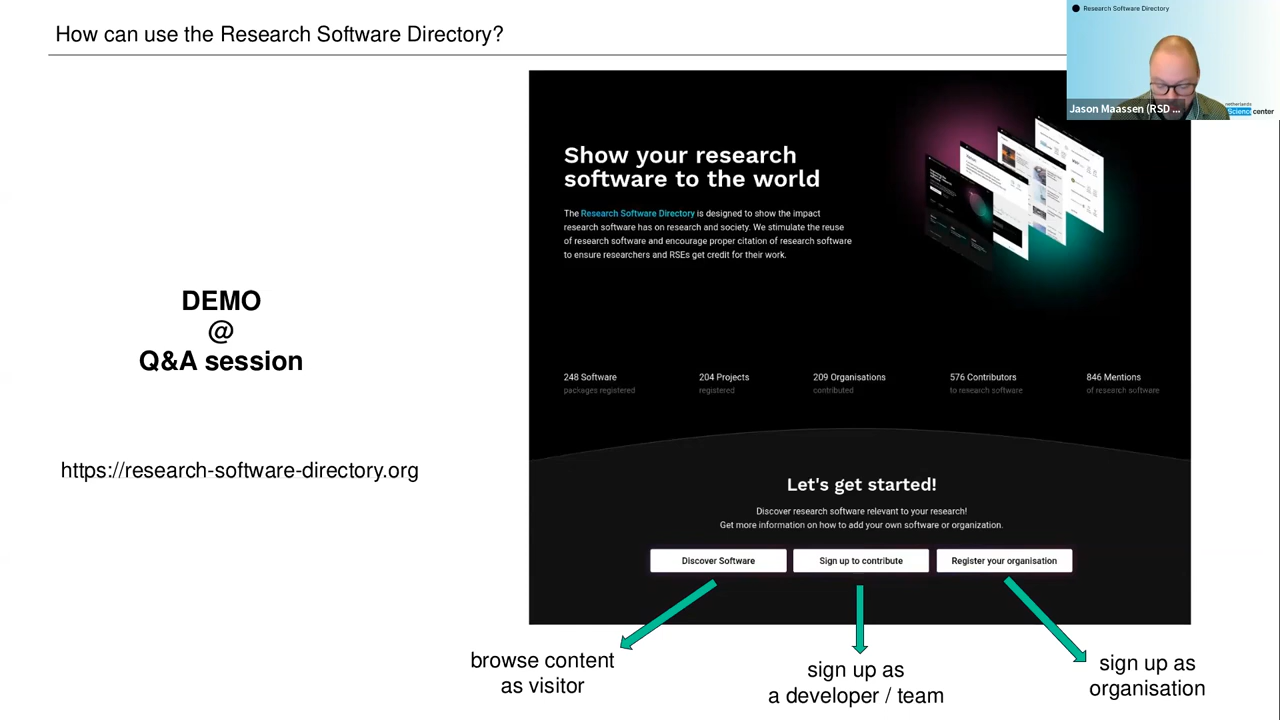 How can use the Research Software Directory?
Research Software Directory
Jason Maassen (RSD ...
netherlands
eScience center
Show your research
software to the world
The Research Software Directory is designed to show the impact
research software has on research and society. We stimulate the reuse
of research software and encourage proper citation of research software
to ensure researchers and RSEs get credit for their work.
DEMO
@
Q&A session
https://research-software-directory.org
248 Software
packages registered
204 Projects
registered
209 Organisations
contributed
576 Contributors
to research software
846 Mentions
of research software
Let's get started!
Discover research software relevant to your research!
Get more information on how to add your own software or organization.
Discover Software
Sign up to contribute
Register your organisation
browse content
as visitor
sign up as
a developer / team
sign up as
organisation